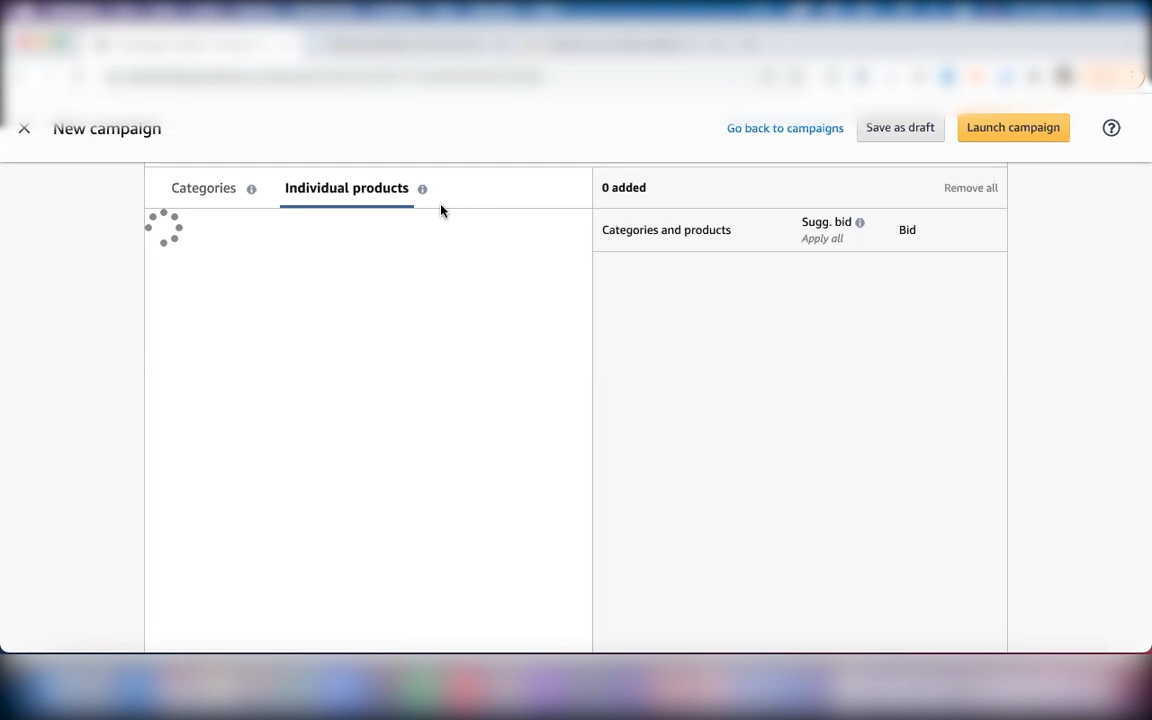 New campaign
Go back to campaigns
Save as draft
Launch campaign
Categories
Individual products
0 added
Remove all
Categories and products
Sugg. bid
Apply all
Bid